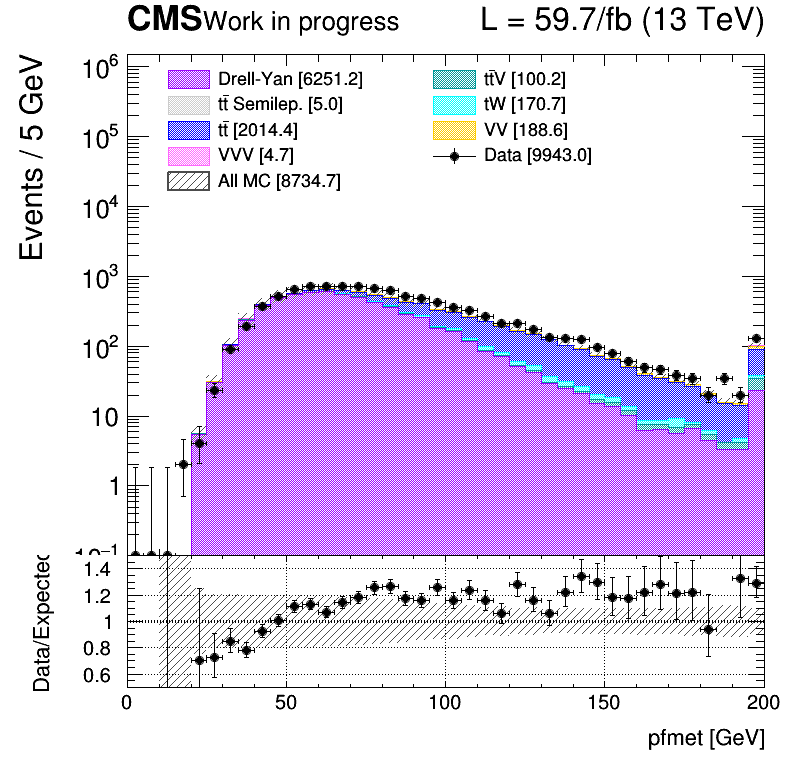 CMS Work in progress L = 59.7/fb (13 TeV)
Events / 5 GeV
10⁶
10⁵
10⁴
10³
10²
10
1
10⁻¹
Drell-Yan [6251.2]
tt̄ Semilep. [5.0]
tt̄ [2014.4]
VVV [4.7]
All MC [8734.7]
tt̄V [100.2]
tW [170.7]
VV [188.6]
Data [9943.0]
Data/Expected
1.4
1.2
1
0.8
0.6
0 50 100 150 200
pfmet [GeV]